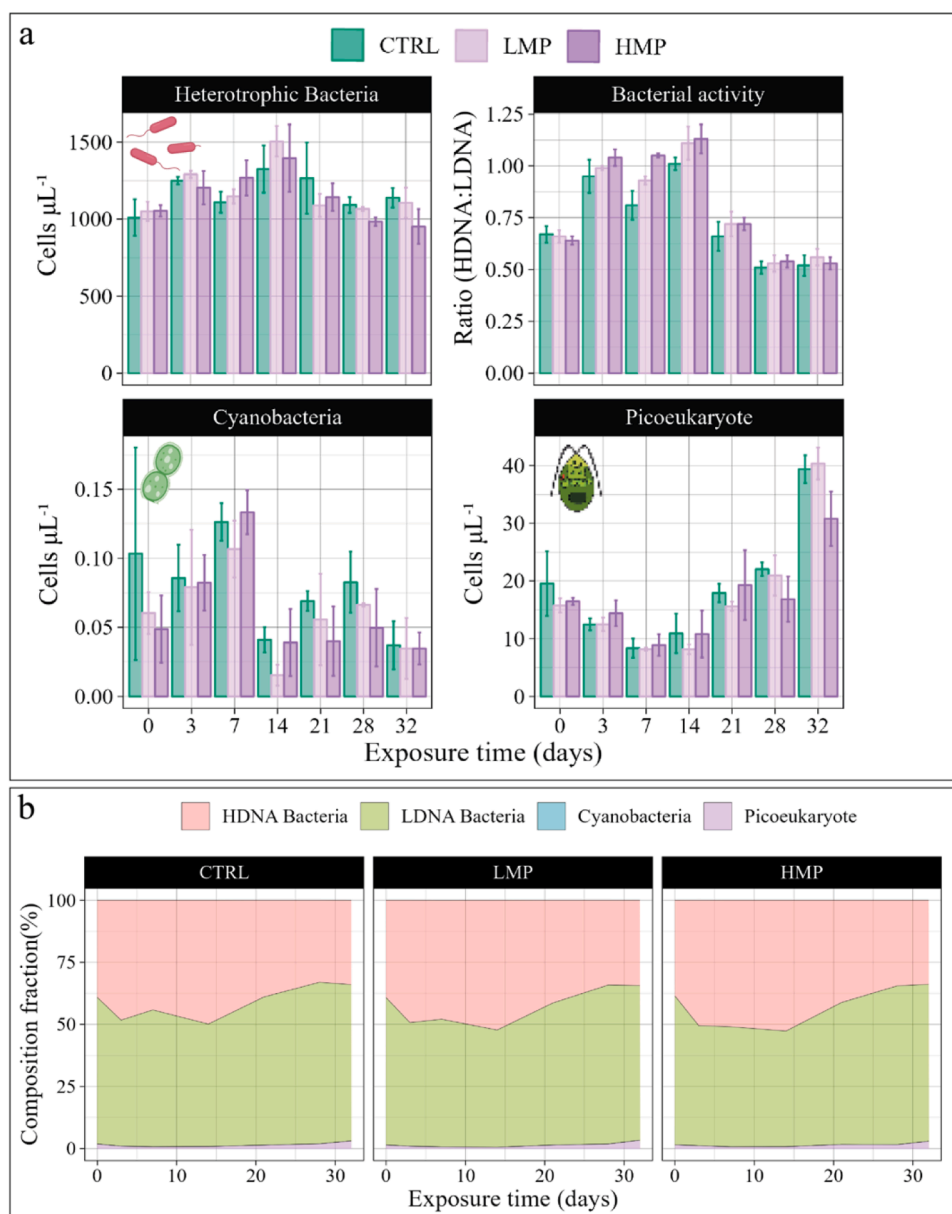 a
CTRL LMP HMP
Heterotrophic Bacteria
Bacterial activity
Cells µL⁻¹
1500
1000
500
0
Ratio (HDNA:LDNA)
1.25
1.00
0.75
0.50
0.25
0.00
Cyanobacteria
Picoeukaryote
Cells µL⁻¹
0.15
0.10
0.05
0.00
0 3 7 14 21 28 32
Cells µL⁻¹
40
30
20
10
0
0 3 7 14 21 28 32
Exposure time (days)
b
HDNA Bacteria LDNA Bacteria Cyanobacteria Picoeukaryote
CTRL LMP HMP
Composition fraction(%)
100
75
50
25
0
0 10 20 30 0 10 20 30 0 10 20 30
Exposure time (days)